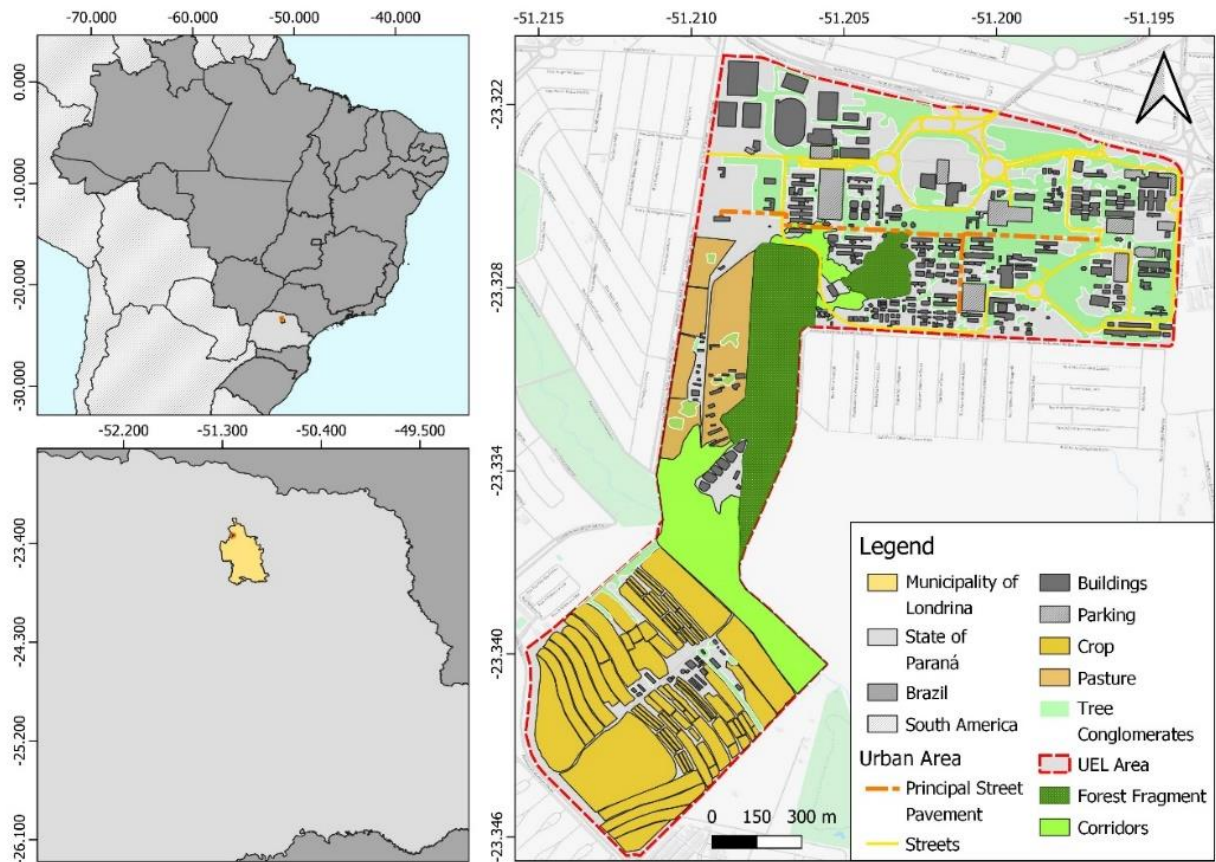 -70.000 -60.000 -50.000 -40.000
0.000
-10.000
-20.000
-30.000
-52.200 -51.300 -50.400 -49.500
-23.400
-24.300
-25.200
-26.100
-51.215 -51.210 -51.205 -51.200 -51.195
-23.322
-23.328
-23.334
-23.340
-23.346
0 150 300 m
Legend
Municipality of
Londrina
State of
Paraná
Brazil
South America
Urban Area
Principal Street
Pavement
Streets
Buildings
Parking
Crop
Pasture
Tree
Conglomerates
UEL Area
Forest Fragment
Corridors